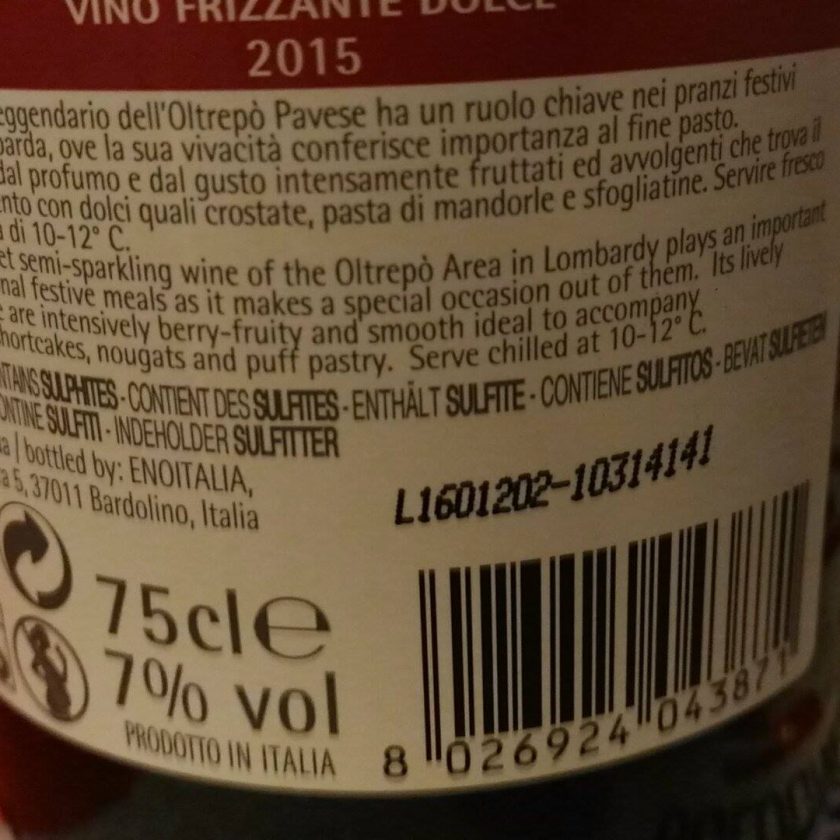 VINO FRIZZANTE DOLCE
2015
eggendario dell'Oltrepò Pavese ha un ruolo chiave nei pranzi festivi
barda, ove la sua vivacità conferisce importanza al fine pasto.
dal profumo e dal gusto intensamente fruttati ed avvolgenti che trova il
nto con dolci quali crostate, pasta di mandorle e sfogliatine. Servire fresco
a di 10-12° C.
et semi-sparkling wine of the Oltrepò Area in Lombardy plays an important
nal festive meals as it makes a special occasion out of them. Its lively
are intensively berry-fruity and smooth ideal to accompany
hortcakes, nougats and puff pastry. Serve chilled at 10-12° C.
NTAINS SULPHITES - CONTIENT DES SULFITES - ENTHÄLT SULFITE - CONTIENE SULFITOS - BEVAT SULFIETEN
ONTINE SULFITI - INDEHOLDER SULFITTER
a | bottled by: ENOITALIA,
a 5, 37011 Bardolino, Italia
L1601202-10314141
75cl e
7% vol
PRODOTTO IN ITALIA
8 026924 043871